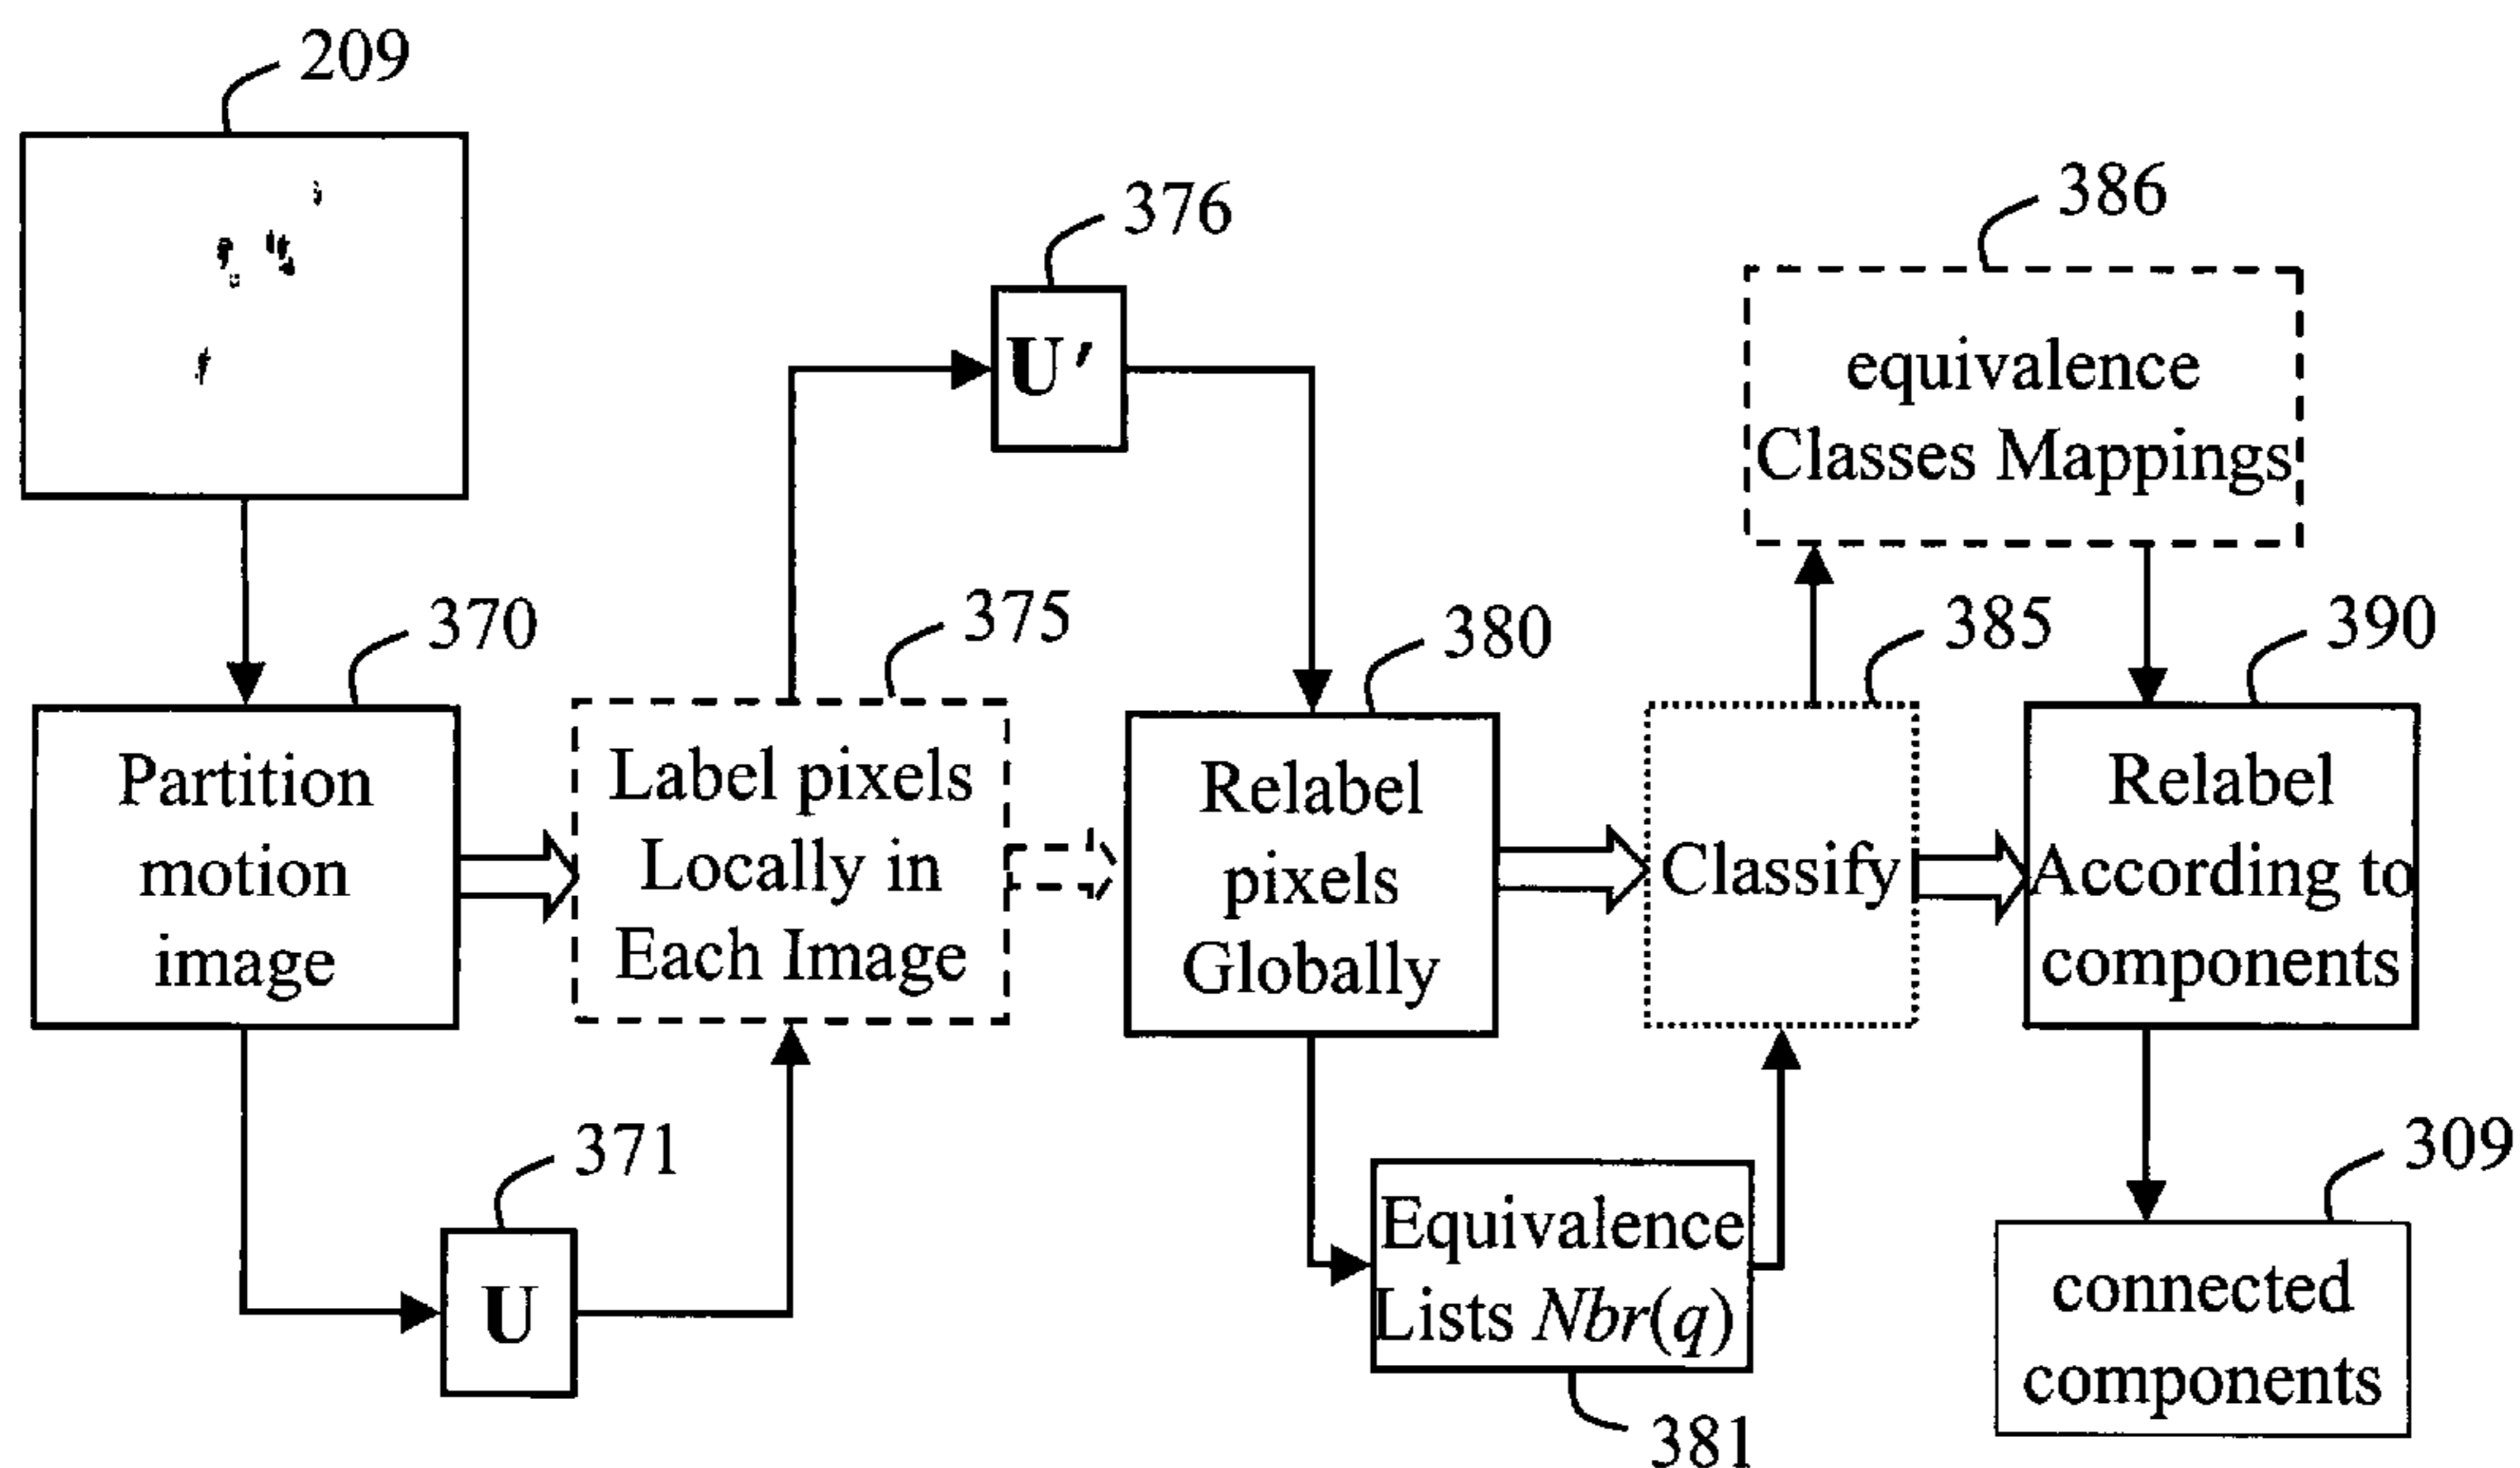 209
376
U'
386
equivalence
Classes Mappings
370
Partition
motion
image
375
Label pixels
Locally in
Each Image
380
Relabel
pixels
Globally
385
Classify
390
Relabel
According to
components
371
U
Equivalence
Lists Nbr(q)
381
309
connected
components